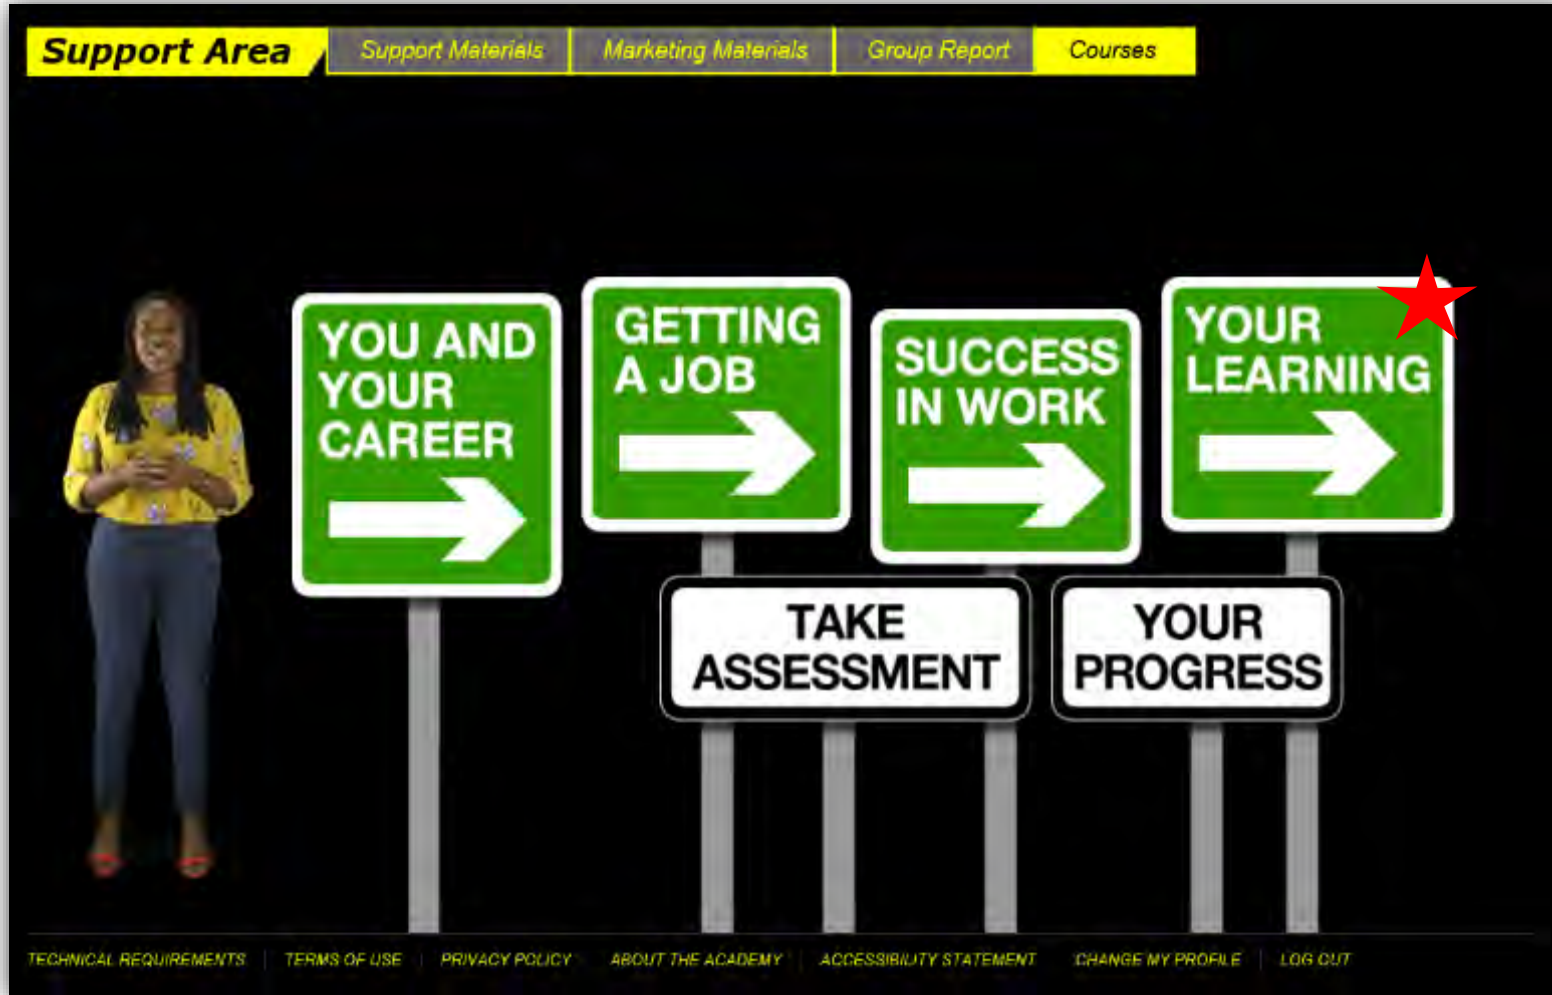 Support Area
Support Materials
Marketing Materials
Group Report
Courses
YOU AND
YOUR
CAREER
GETTING
A JOB
SUCCESS
IN WORK
YOUR
LEARNING
TAKE
ASSESSMENT
YOUR
PROGRESS
TECHNICAL REQUIREMENTS
TERMS OF USE
PRIVACY POLICY
ABOUT THE ACADEMY
ACCESSIBILITY STATEMENT
CHANGE MY PROFILE
LOG OUT